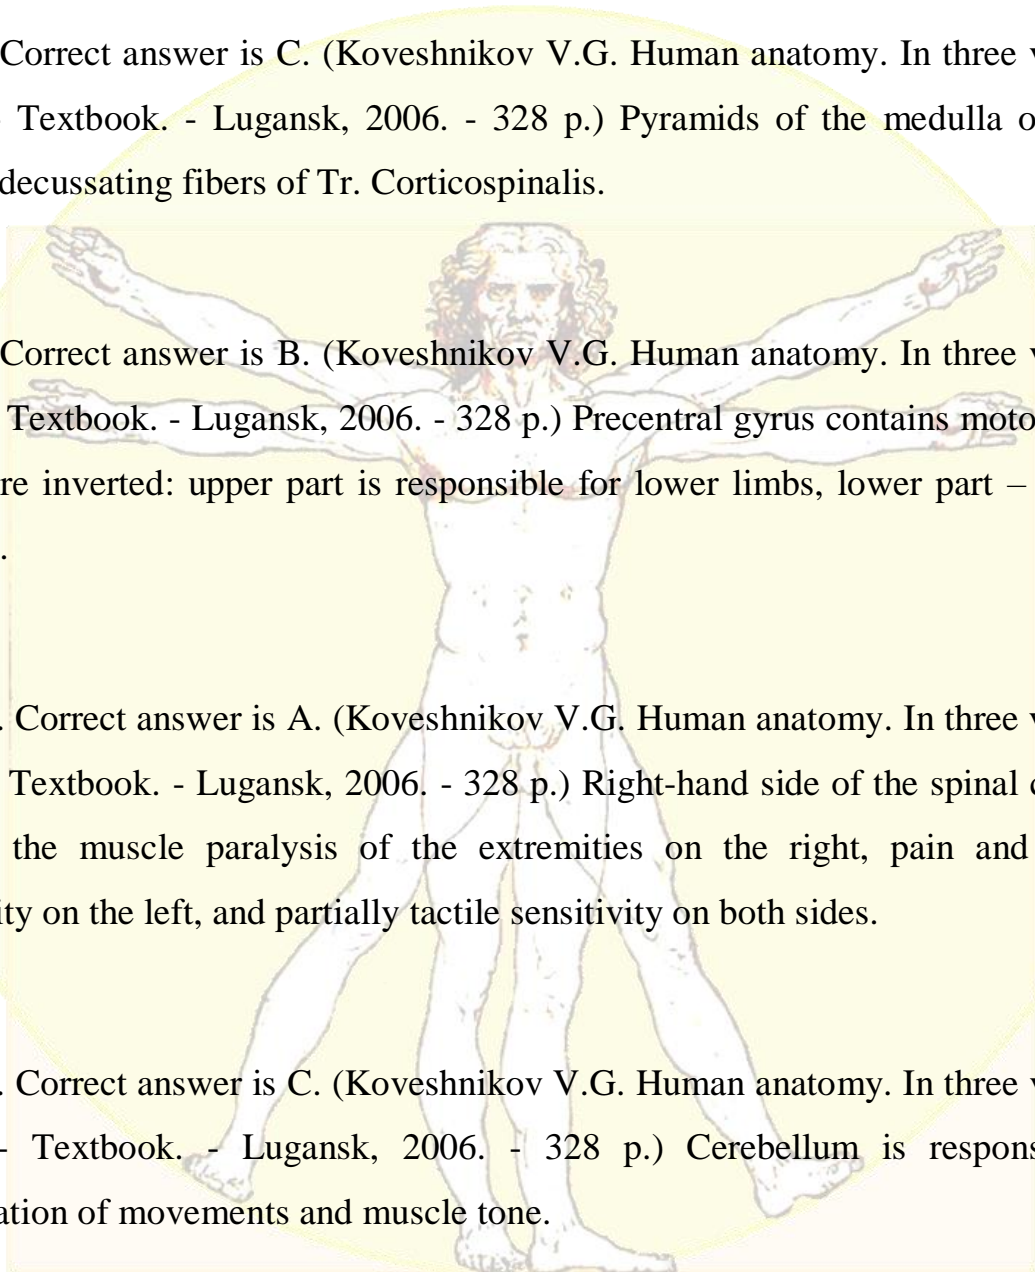 Correct answer is C. (Koveshnikov V.G. Human anatomy. In three v
- Textbook. - Lugansk, 2006. - 328 p.) Pyramids of the medulla o
decussating fibers of Tr. Corticospinalis.
Correct answer is B. (Koveshnikov V.G. Human anatomy. In three v
Textbook. - Lugansk, 2006. - 328 p.) Precentral gyrus contains moto
re inverted: upper part is responsible for lower limbs, lower part –
.
. Correct answer is A. (Koveshnikov V.G. Human anatomy. In three v
Textbook. - Lugansk, 2006. - 328 p.) Right-hand side of the spinal c
the muscle paralysis of the extremities on the right, pain and
ity on the left, and partially tactile sensitivity on both sides.
. Correct answer is C. (Koveshnikov V.G. Human anatomy. In three v
- Textbook. - Lugansk, 2006. - 328 p.) Cerebellum is respons
ation of movements and muscle tone.